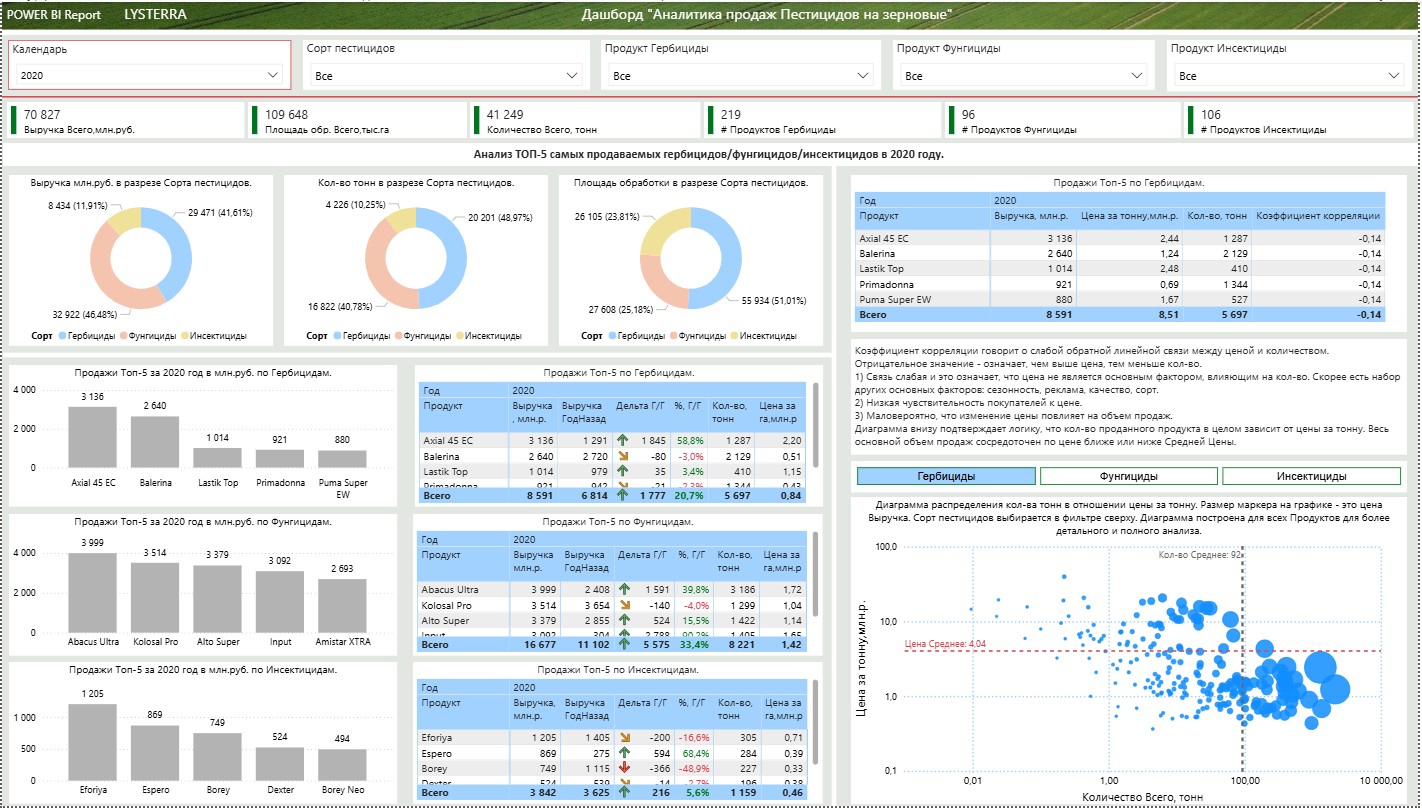 POWER BI Report LYSTERRA
Дашборд "Аналитика продаж Пестицидов на зерновые"
Календарь
2020
Сорт пестицидов
Все
Продукт Гербициды
Все
Продукт Фунгициды
Все
Продукт Инсектициды
Все
70 827
Выручка Всего,млн.руб.
109 648
Площадь обр. Всего,тыс.га
41 249
Количество Всего, тонн
219
# Продуктов Гербициды
96
# Продуктов Фунгициды
106
# Продуктов Инсектициды
Анализ ТОП-5 самых продаваемых гербицидов/фунгицидов/инсектицидов в 2020 году.
Выручка млн.руб. в разрезе Сорта пестицидов.
8 434 (11,91%)
29 471 (41,61%)
32 922 (46,48%)
Сорт Гербициды Фунгициды Инсектициды
Кол-во тонн в разрезе Сорта пестицидов.
4 226 (10,25%)
20 201 (48,97%)
16 822 (40,78%)
Сорт Гербициды Фунгициды Инсектициды
Площадь обработки в разрезе Сорта пестицидов.
26 105 (23,81%)
27 608 (25,18%)
55 934 (51,01%)
Сорт Гербициды Фунгициды Инсектициды
Продажи Топ-5 по Гербицидам.
Год 2020
Продукт Выручка, млн.р. Цена за тонну,млн.р. Кол-во, тонн Коэффициент корреляции
Axial 45 EC 3 136 2,44 1 287 -0,14
Balerina 2 640 1,24 2 129 -0,14
Lastik Top 1 014 2,48 410 -0,14
Primadonna 921 0,69 1 344 -0,14
Puma Super EW 880 1,67 527 -0,14
Всего 8 591 8,51 5 697 -0,14
Коэффициент корреляции говорит о слабой обратной линейной связи между ценой и количеством.
Отрицательное значение - означает, чем выше цена, тем меньше кол-во.
1) Связь слабая и это означает, что цена не является основным фактором, влияющим на кол-во. Скорее есть набор
других основных факторов: сезонность, реклама, качество, сорт.
2) Низкая чувствительность покупателей к цене.
3) Маловероятно, что изменение цены повлияет на объем продаж.
Диаграмма внизу подтверждает логику, что кол-во проданного продукта в целом зависит от цены за тонну. Весь
основной объем продаж сосредоточен по цене ближе или ниже Средней Цены.
Гербициды Фунгициды Инсектициды
Диаграмма распределения кол-ва тонн в отношении цены за тонну. Размер маркера на графике - это цена
Выручка. Сорт пестицидов выбирается в фильтре сверху. Диаграмма построена для всех Продуктов для более
детального и полного анализа.
Кол-во Среднее: 92
Цена Среднее: 4,04
Цена за тонну,млн.р.
100,0
10,0
1,0
0,1
0,01 1,00 100,00 10 000,00
Количество Всего, тонн
Продажи Топ-5 за 2020 год в млн.руб. по Гербицидам.
4 000
2 000
0
3 136
2 640
1 014
921
880
Axial 45 EC Balerina Lastik Top Primadonna Puma Super
EW
Продажи Топ-5 по Гербицидам.
Год 2020
Продукт Выручка Выручка Дельта Г/Г %, Г/Г Кол-во, Цена за
, млн.р. ГодНазад тонн га,млн.р
Axial 45 EC 3 136 1 291 1 845 58,8% 1 287 2,20
Balerina 2 640 2 720 -80 -3,0% 2 129 0,51
Lastik Top 1 014 979 35 3,4% 410 1,15
Primadonna 921 942 -21 -2,3% 1 344 0,43
Всего 8 591 6 814 1 777 20,7% 5 697 0,84
Продажи Топ-5 за 2020 год в млн.руб. по Фунгицидам.
4 000
2 000
0
3 999
3 514
3 379
3 092
2 693
Abacus Ultra Kolosal Pro Alto Super Input Amistar XTRA
Продажи Топ-5 по Фунгицидам.
Год 2020
Продукт Выручка Выручка Дельта Г/Г %, Г/Г Кол-во, Цена за
млн.р. ГодНазад тонн га,млн.р
Abacus Ultra 3 999 2 408 1 591 39,8% 3 186 1,72
Kolosal Pro 3 514 3 654 -140 -4,0% 1 299 1,04
Alto Super 3 379 2 855 524 15,5% 1 422 1,14
Input 3 092 304 2 788 90,2% 1 405 1,65
Всего 16 677 11 102 5 575 33,4% 8 221 1,42
Продажи Топ-5 за 2020 год в млн.руб. по Инсектицидам.
1 000
500
0
1 205
869
749
524
494
Eforiya Espero Borey Dexter Borey Neo
Продажи Топ-5 по Инсектицидам.
Год 2020
Продукт Выручка, Выручка Дельта Г/Г %, Г/Г Кол-во, Цена за
млн.р. ГодНазад тонн га,млн.р
Eforiya 1 205 1 405 -200 -16,6% 305 0,71
Espero 869 275 594 68,4% 284 0,39
Borey 749 1 115 -366 -48,9% 227 0,33
Dexter 524 539 -14 -2,7% 196
Всего 3 842 3 625 216 5,6% 1 159 0,46